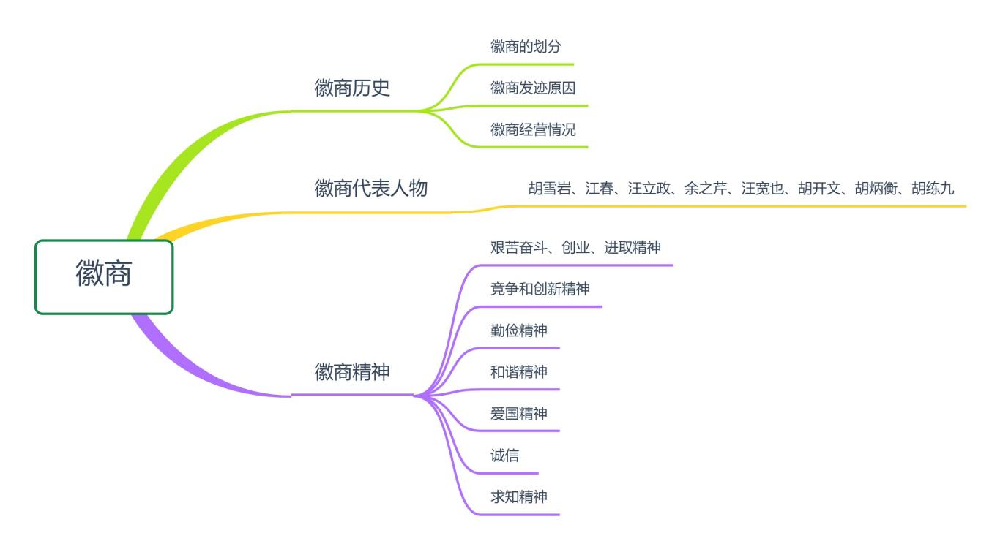 徽商
徽商历史
徽商的划分
徽商发迹原因
徽商经营情况
徽商代表人物
胡雪岩、江春、汪立政、余之芹、汪宽也、胡开文、胡炳衡、胡练九
徽商精神
艰苦奋斗、创业、进取精神
竞争和创新精神
勤俭精神
和谐精神
爱国精神
诚信
求知精神